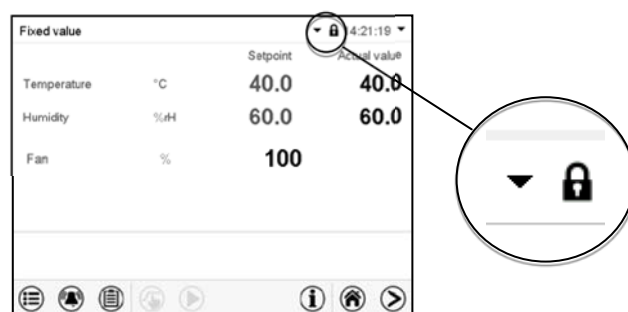 Fixed value 4:21:19
Setpoint Actual value
Temperature °C 40.0 40.0
Humidity %rH 60.0 60.0
Fan % 100